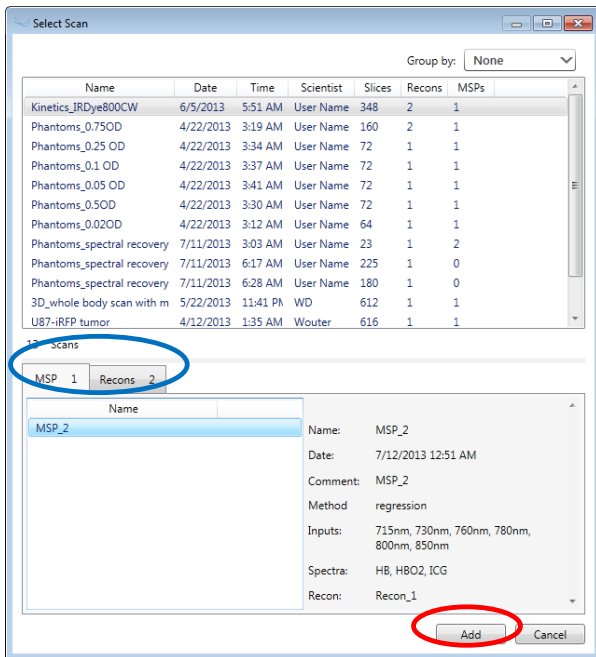 Select Scan
Group by: None
Name Date Time Scientist Slices Recons MSPs
Kinetics_IRDye800CW 6/5/2013 5:51 AM User Name 348 2 1
Phantoms_0.75OD 4/22/2013 3:19 AM User Name 160 2 1
Phantoms_0.25 OD 4/22/2013 3:34 AM User Name 72 1 1
Phantoms_0.1 OD 4/22/2013 3:37 AM User Name 72 1 1
Phantoms_0.05 OD 4/22/2013 3:41 AM User Name 72 1 1
Phantoms_0.5OD 4/22/2013 3:30 AM User Name 72 1 1
Phantoms_0.02OD 4/22/2013 3:12 AM User Name 64 1 1
Phantoms_spectral recovery 7/11/2013 3:03 AM User Name 23 1 2
Phantoms_spectral recovery 7/11/2013 6:17 AM User Name 225 1 0
Phantoms_spectral recovery 7/11/2013 6:28 AM User Name 180 1 0
3D_whole body scan with m 5/22/2013 11:41 PM WD 612 1 1
U87-iRFP tumor 4/12/2013 1:35 AM Wouter 616 1 1
Scans
MSP 1 Recons 2
Name
MSP_2
Name: MSP_2
Date: 7/12/2013 12:51 AM
Comment: MSP_2
Method regression
Inputs: 715nm, 730nm, 760nm, 780nm,
800nm, 850nm
Spectra: HB, HBO2, ICG
Recon: Recon_1
Add Cancel